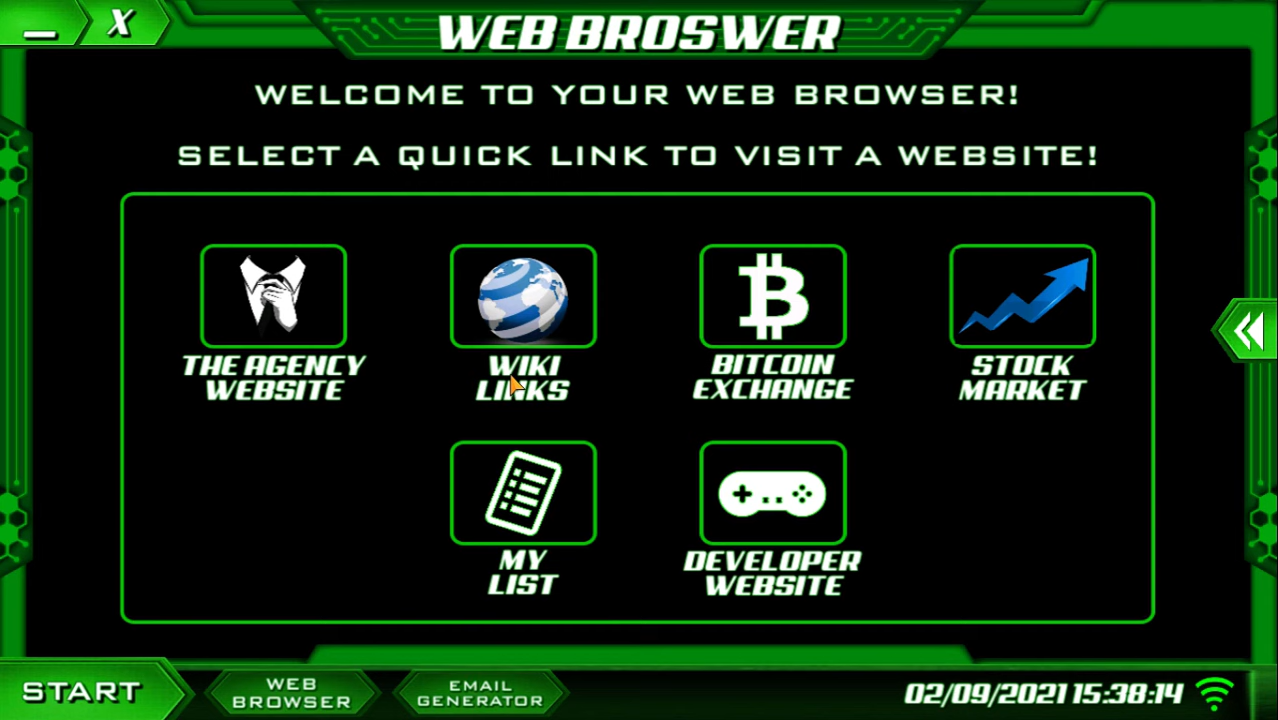 X
WEB BROSWER
WELCOME TO YOUR WEB BROWSER!
SELECT A QUICK LINK TO VISIT A WEBSITE!
THE AGENCY
WEBSITE
WIKI
LINKS
BITCOIN
EXCHANGE
STOCK
MARKET
MY
LIST
DEVELOPER
WEBSITE
START
WEB
BROWSER
EMAIL
GENERATOR
02/09/2021 15:38:14